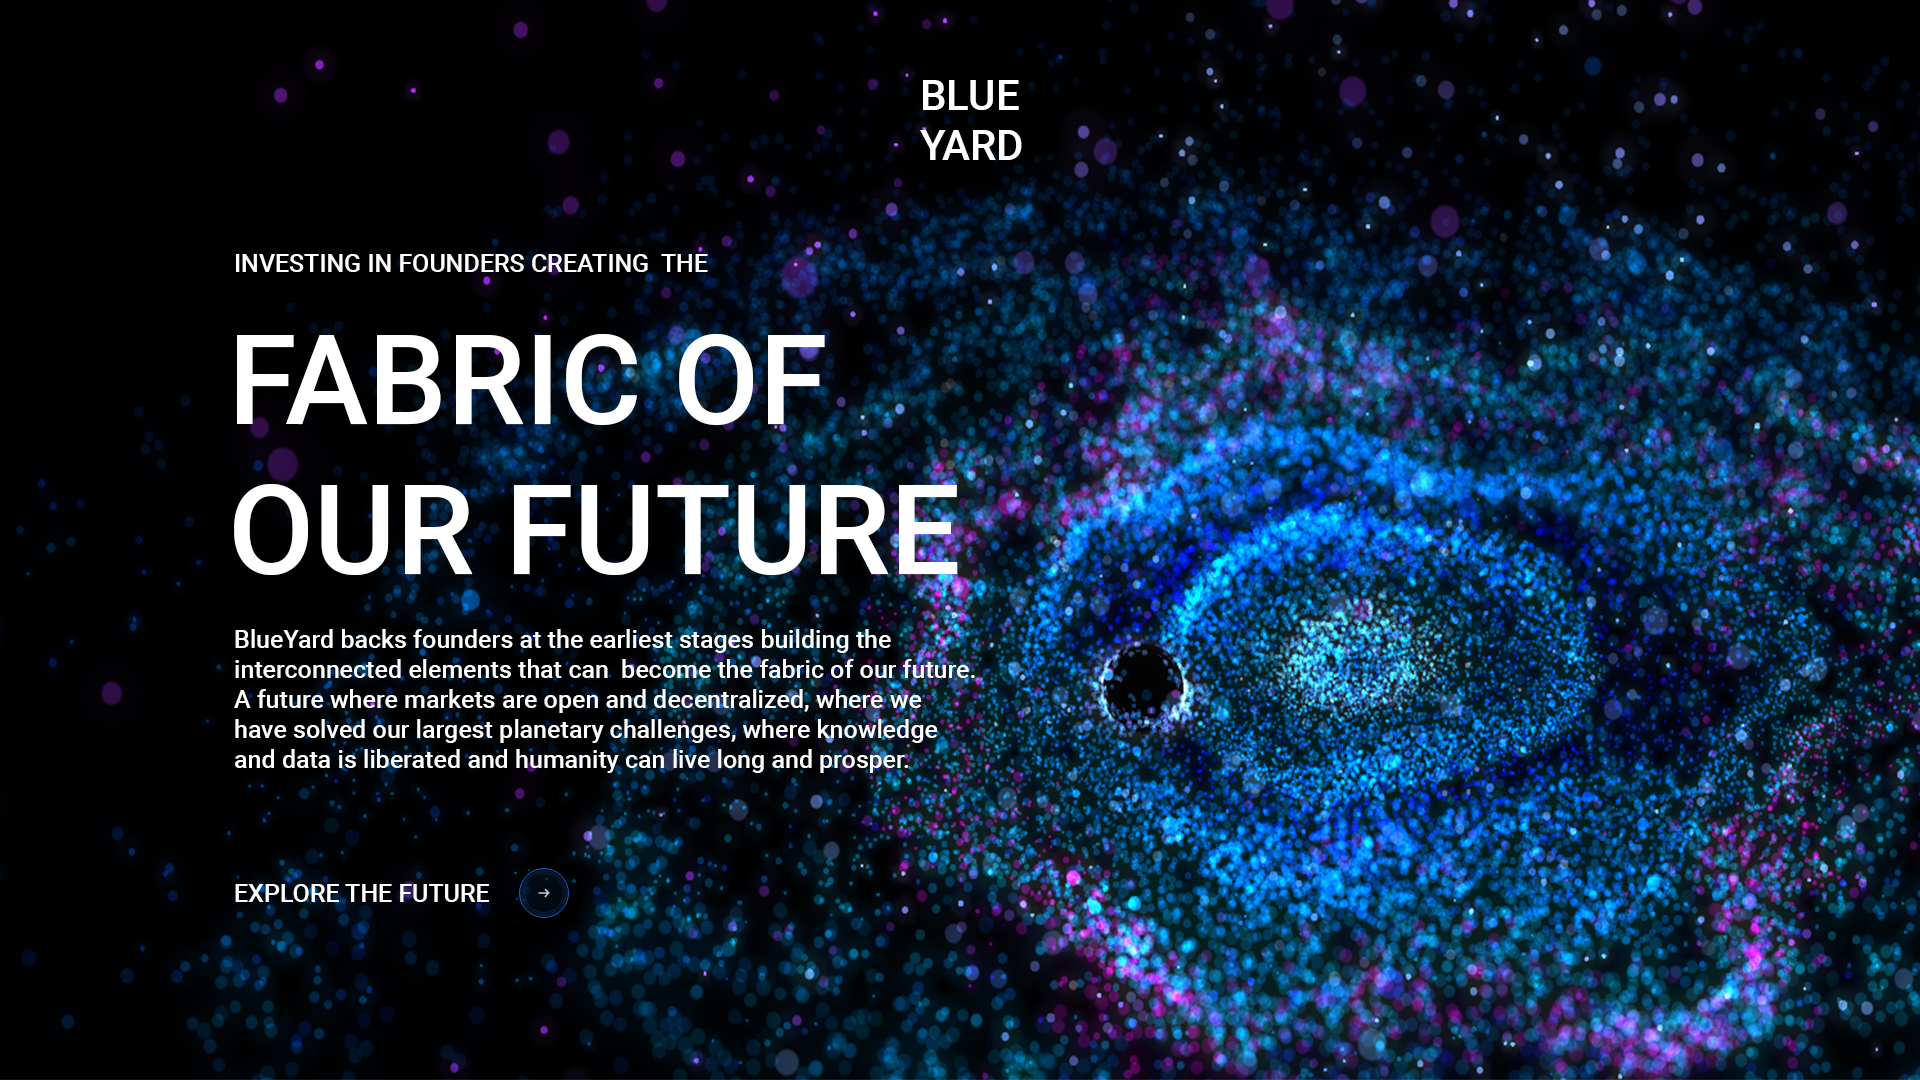 BLUE
YARD
INVESTING IN FOUNDERS CREATING  THE
FABRIC OF
OUR FUTURE
BlueYard backs founders at the earliest stages building the
interconnected elements that can  become the fabric of our future.
A future where markets are open and decentralized, where we
have solved our largest planetary challenges, where knowledge
and data is liberated and humanity can live long and prosper.
EXPLORE THE FUTURE